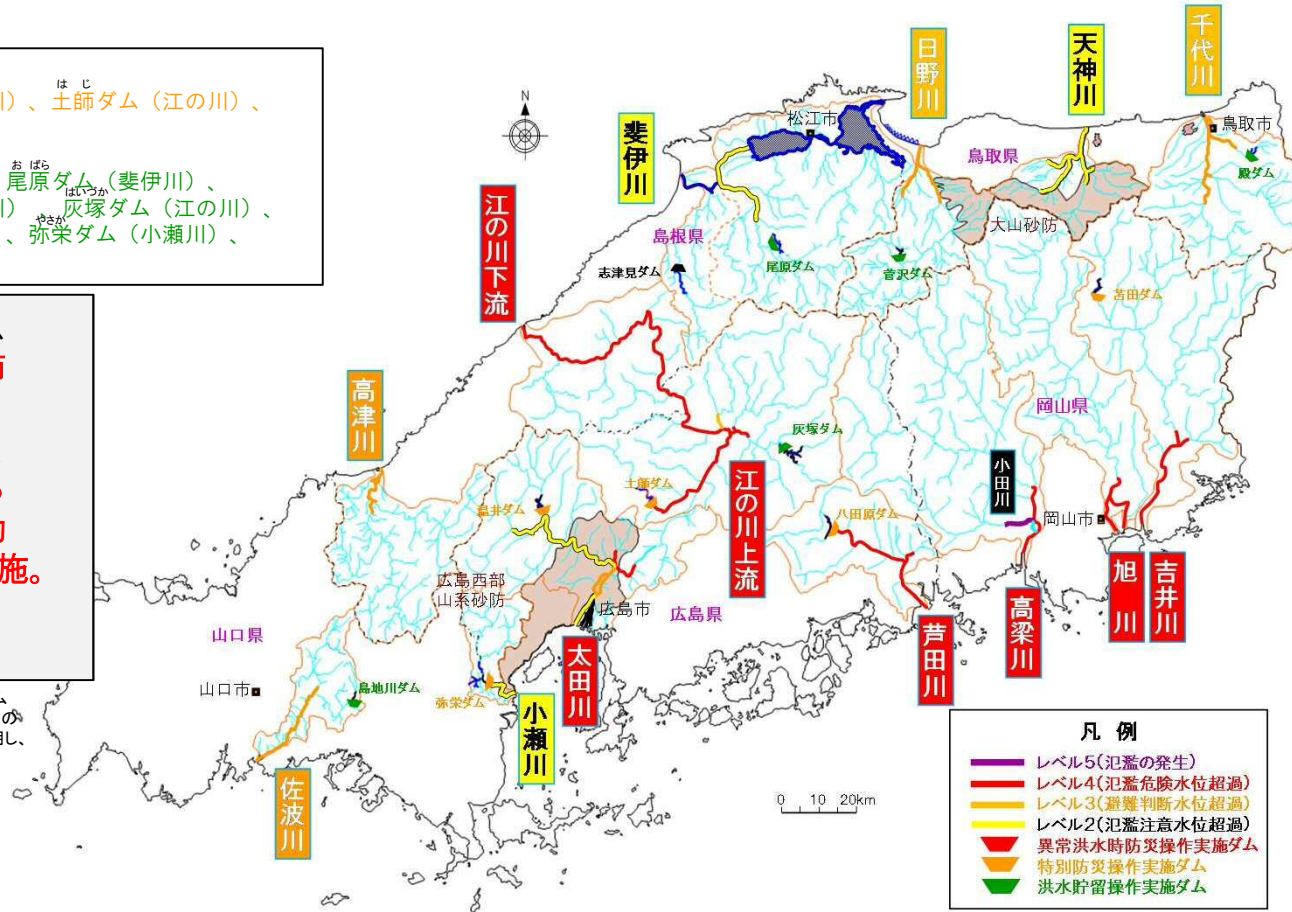 川）、土師ダム（江の川）、
は じ
尾原ダム（斐伊川）、
お ばら
川） 灰塚ダム（江の川）、
はいづか
、弥栄ダム（小瀬川）、
やさか
施。
の
N
日野川
天神川
千代川
斐伊川
松江市
鳥取市
鳥取県
殿ダム
江の川下流
島根県
大山砂防
志津見ダム
尾原ダム
菅沢ダム
苫田ダム
高津川
岡山県
灰塚ダム
小田川
土師ダム
江の川上流
温井ダム
八田原ダム
岡山市
広島西部
山系砂防
広島市
広島県
旭川
吉井川
高梁川
芦田川
太田川
山口県
山口市
島地川ダム
弥栄ダム
小瀬川
佐波川
0 10 20km
凡 例
レベル5(氾濫の発生)
レベル4(氾濫危険水位超過)
レベル3(避難判断水位超過)
レベル2(氾濫注意水位超過)
異常洪水時防災操作実施ダム
特別防災操作実施ダム
洪水貯留操作実施ダム